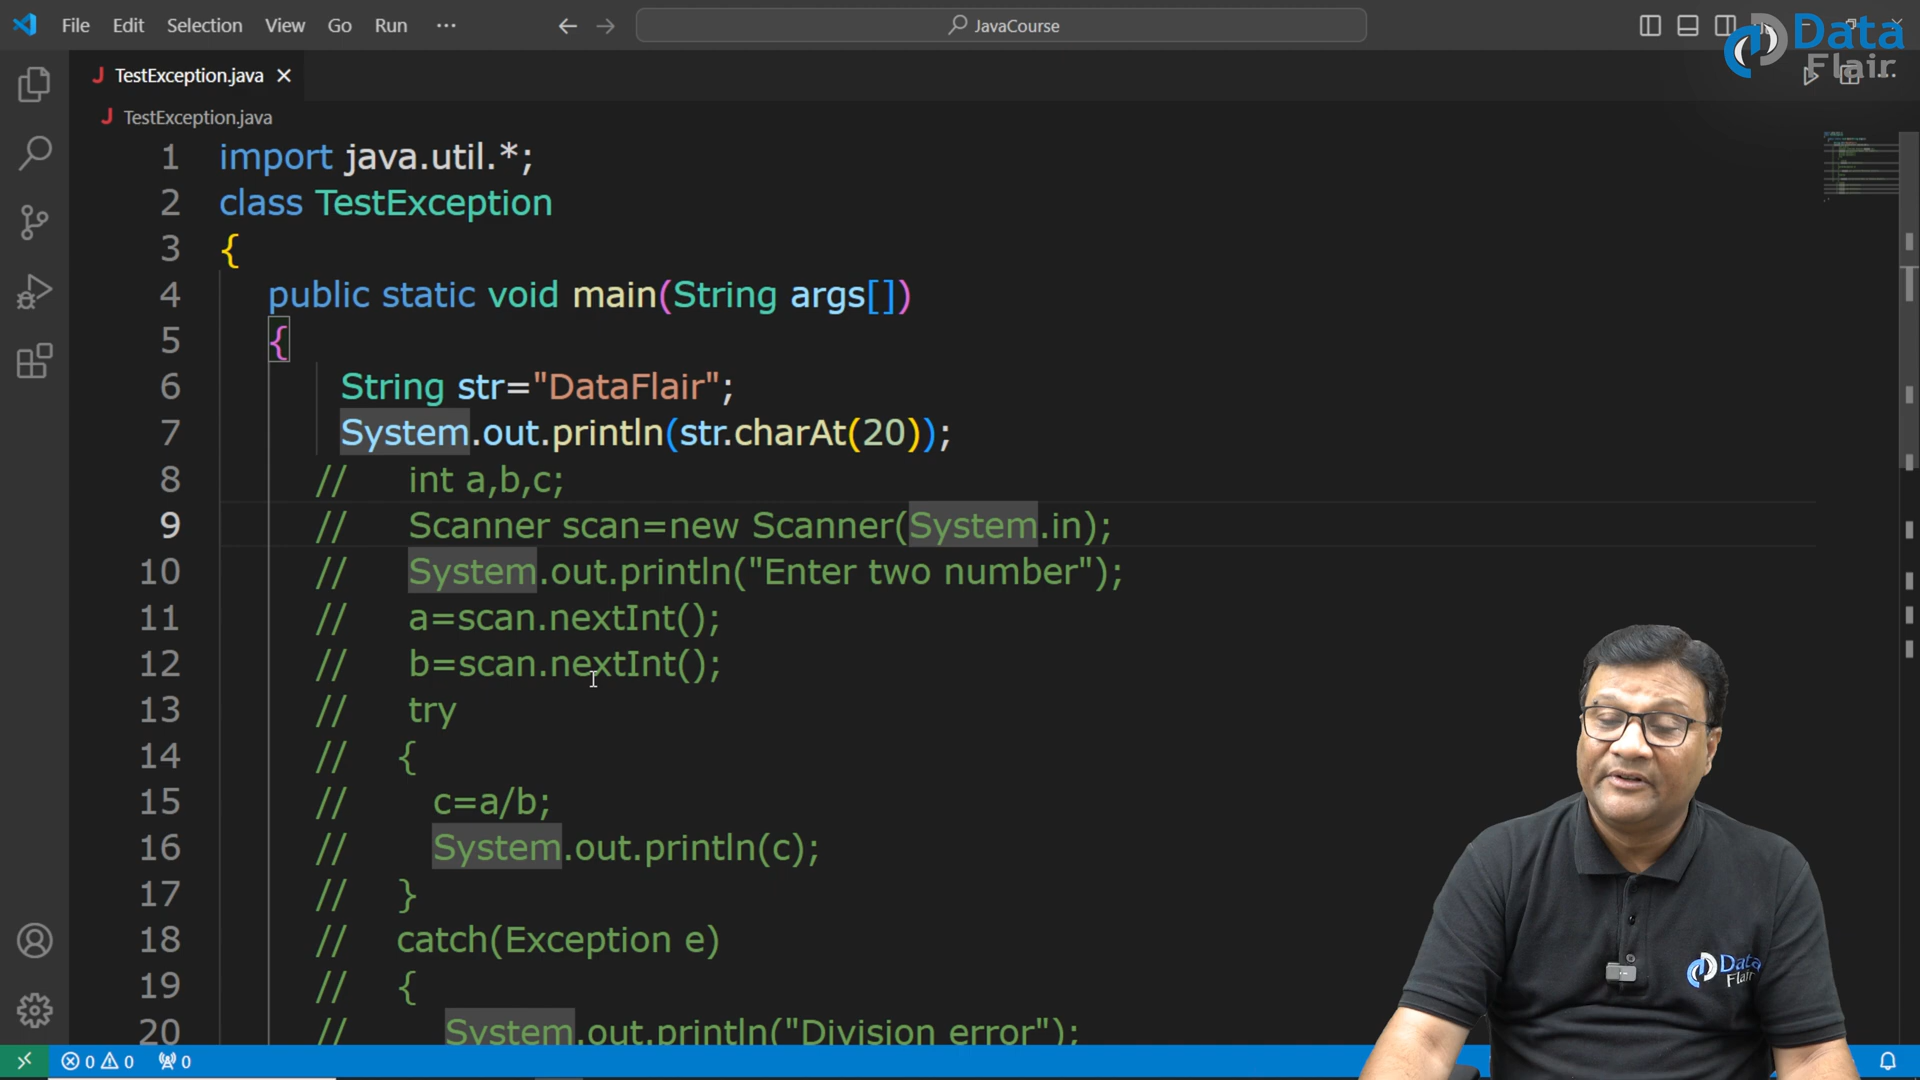 File Edit Selection View Go Run ··· JavaCourse
Data Flair
TestException.java
TestException.java
1 import java.util.*;
2 class TestException
3 {
4 public static void main(String args[])
5 {
6 String str="DataFlair";
7 System.out.println(str.charAt(20));
8 // int a,b,c;
9 // Scanner scan=new Scanner(System.in);
10 // System.out.println("Enter two number");
11 // a=scan.nextInt();
12 // b=scan.nextInt();
13 // try
14 // {
15 // c=a/b;
16 // System.out.println(c);
17 // }
18 // catch(Exception e)
19 // {
20 // System.out.println("Division error");
Data Flair
0 0 0